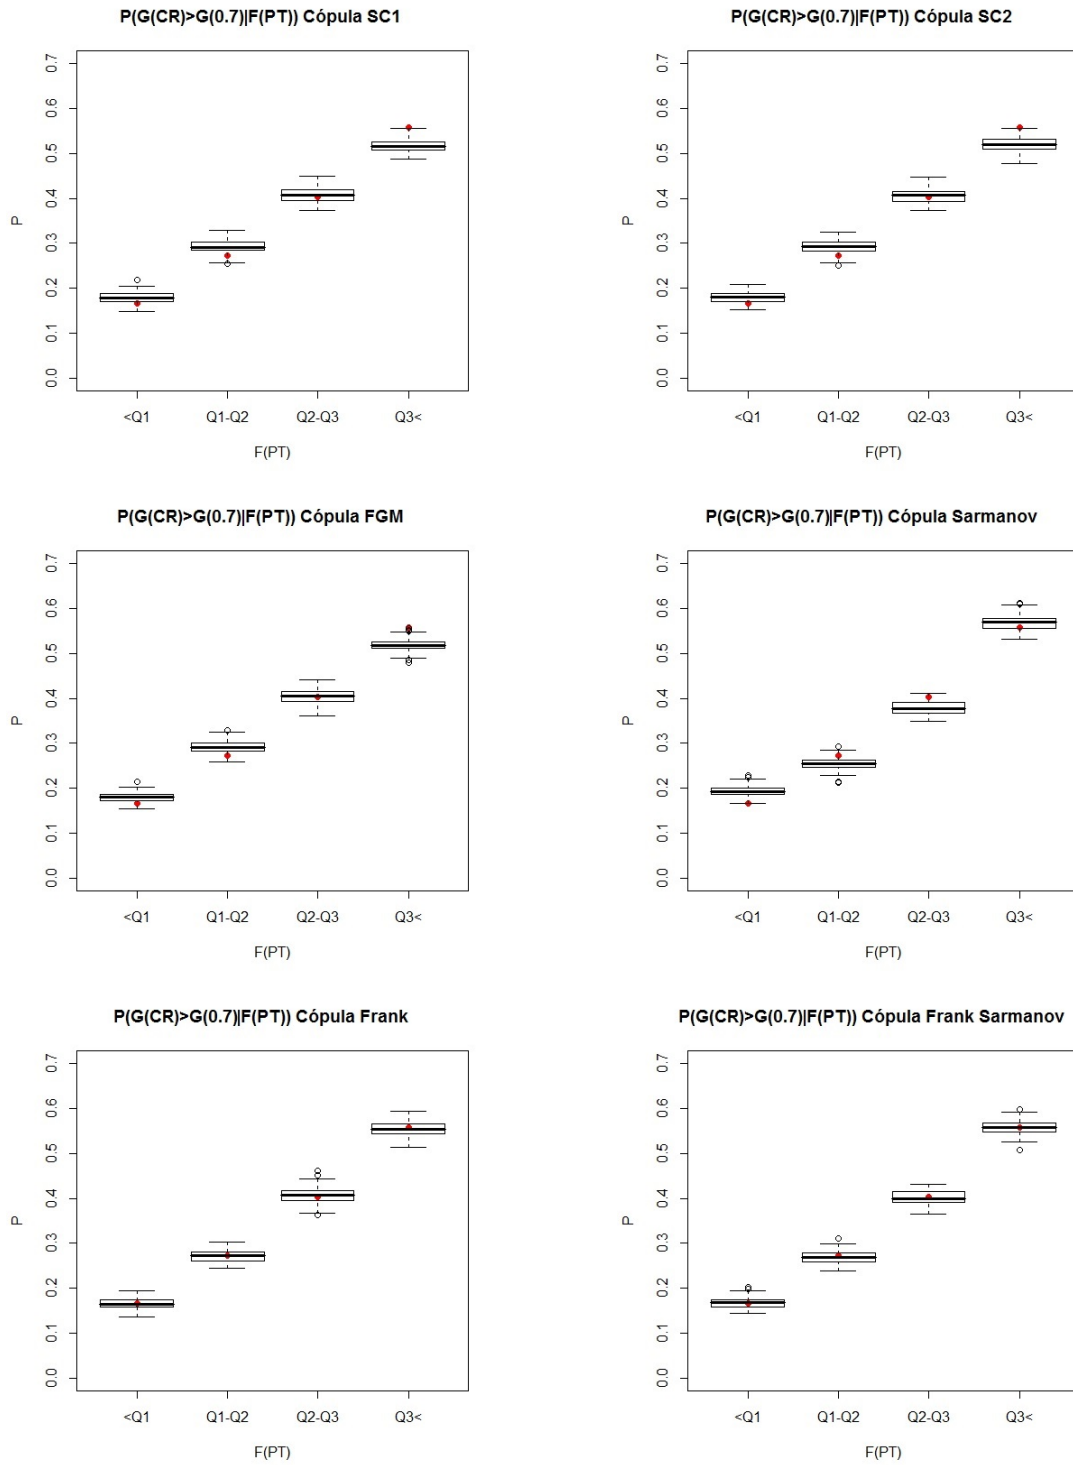 P(G(CR)>G(0.7)|F(PT)) Cópula SC1
0.7
0.6
0.5
0.4
0.3
0.2
0.1
0.0
P
<Q1 Q1-Q2 Q2-Q3 Q3<
F(PT)
P(G(CR)>G(0.7)|F(PT)) Cópula SC2
0.7
0.6
0.5
0.4
0.3
0.2
0.1
0.0
P
<Q1 Q1-Q2 Q2-Q3 Q3<
F(PT)
P(G(CR)>G(0.7)|F(PT)) Cópula FGM
0.7
0.6
0.5
0.4
0.3
0.2
0.1
0.0
P
<Q1 Q1-Q2 Q2-Q3 Q3<
F(PT)
P(G(CR)>G(0.7)|F(PT)) Cópula Sarmanov
0.7
0.6
0.5
0.4
0.3
0.2
0.1
0.0
P
<Q1 Q1-Q2 Q2-Q3 Q3<
F(PT)
P(G(CR)>G(0.7)|F(PT)) Cópula Frank
0.7
0.6
0.5
0.4
0.3
0.2
0.1
0.0
P
<Q1 Q1-Q2 Q2-Q3 Q3<
F(PT)
P(G(CR)>G(0.7)|F(PT)) Cópula Frank Sarmanov
0.7
0.6
0.5
0.4
0.3
0.2
0.1
0.0
P
<Q1 Q1-Q2 Q2-Q3 Q3<
F(PT)